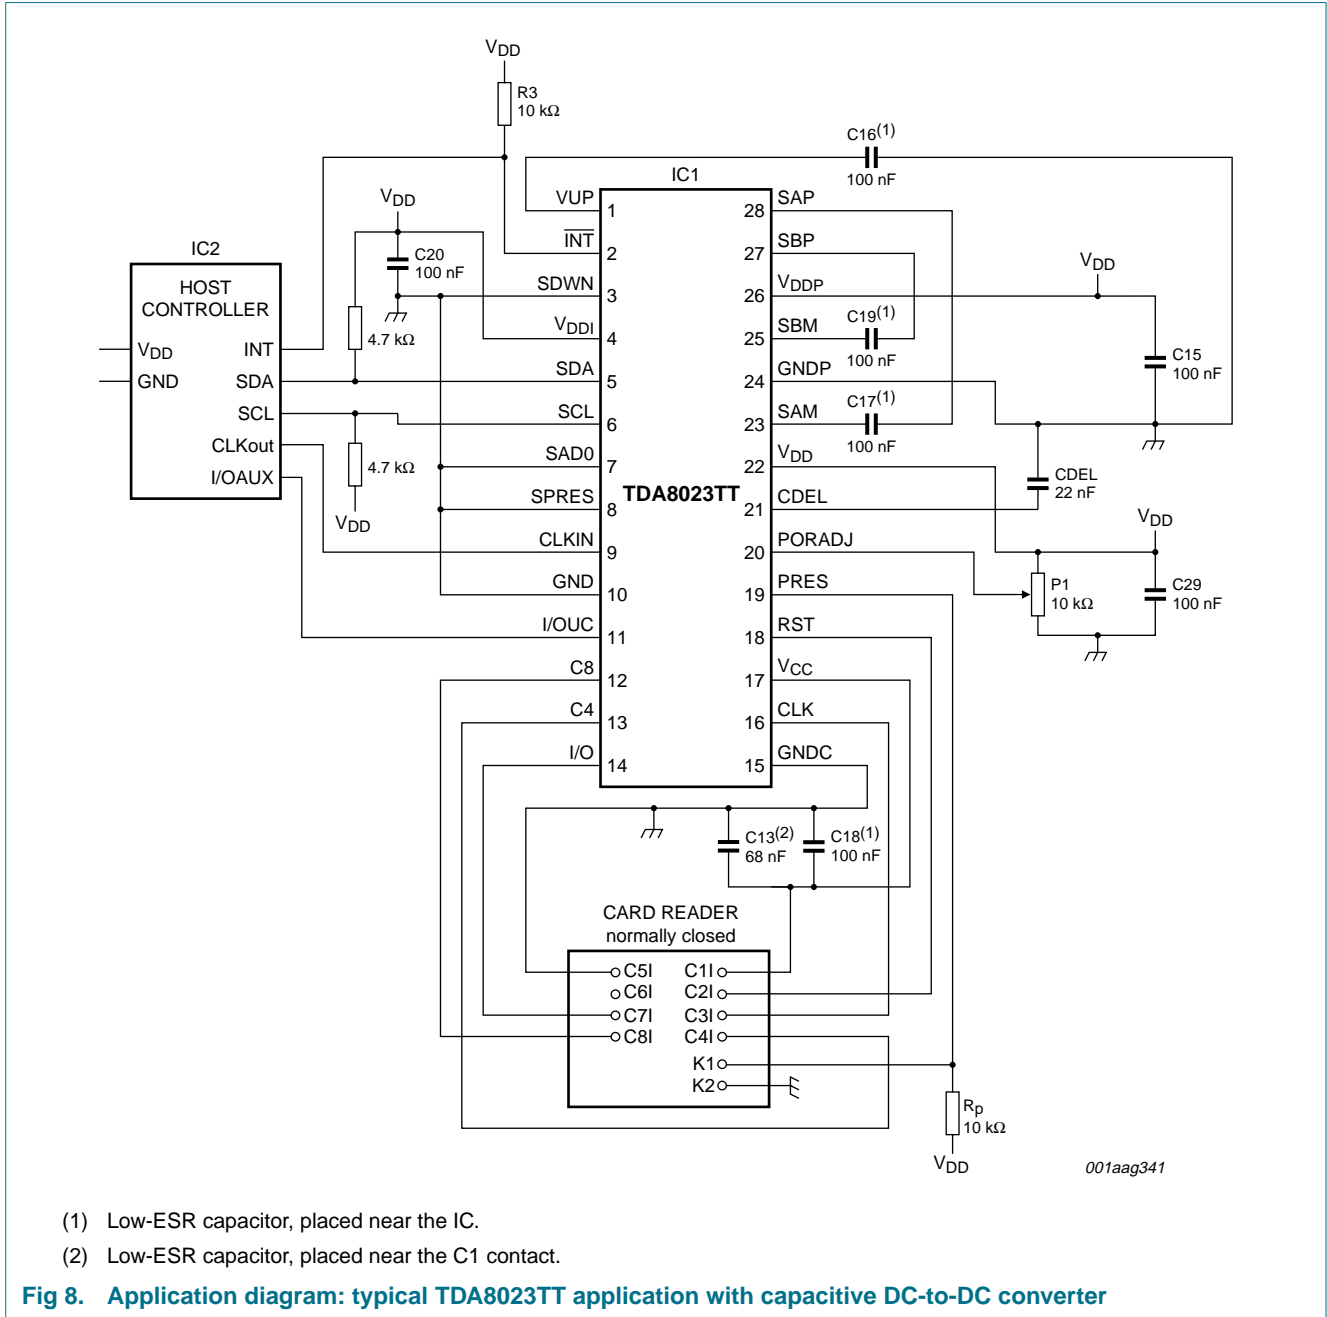 VDD
R3
10 kΩ
C16(1)
100 nF
IC1
VDD
C20
100 nF
IC2
HOST
CONTROLLER
VDD
GND
INT
SDA
SCL
CLKout
I/OAUX
4.7 kΩ
4.7 kΩ
VDD
VUP
1
INT
2
SDWN
3
VDDI
4
SDA
5
SCL
6
SAD0
7
SPRES
8
CLKIN
9
GND
10
I/OUC
11
C8
12
C4
13
I/O
14
TDA8023TT
28
SAP
27
SBP
26
VDDP
25
SBM
24
GNDP
23
SAM
22
VDD
21
CDEL
20
PORADJ
19
PRES
18
RST
17
VCC
16
CLK
15
GNDC
C19(1)
100 nF
C17(1)
100 nF
VDD
C15
100 nF
CDEL
22 nF
VDD
P1
10 kΩ
C29
100 nF
C13(2)
68 nF
C18(1)
100 nF
CARD READER
normally closed
C5I
C1I
C6I
C2I
C7I
C3I
C8I
C4I
K1
K2
Rp
10 kΩ
VDD
001aag341
(1) Low-ESR capacitor, placed near the IC.
(2) Low-ESR capacitor, placed near the C1 contact.
Fig 8. Application diagram: typical TDA8023TT application with capacitive DC-to-DC converter